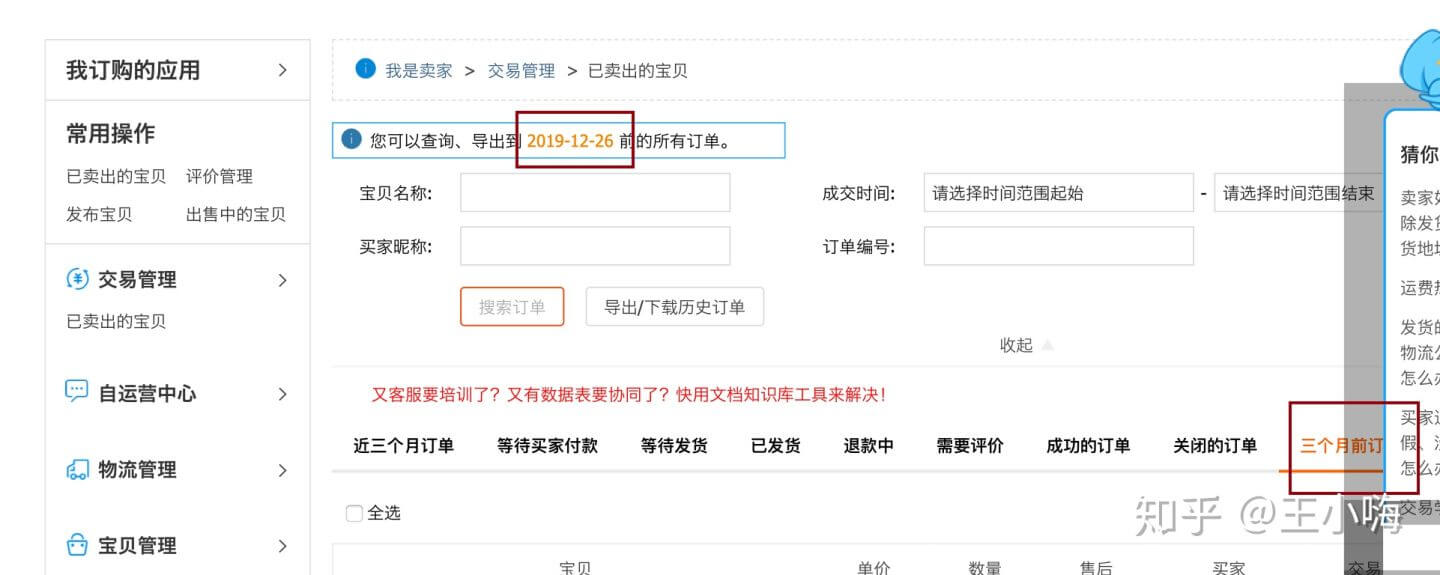 我订购的应用
常用操作
已卖出的宝贝 评价管理
发布宝贝 出售中的宝贝
交易管理
已卖出的宝贝
自运营中心
物流管理
宝贝管理
我是卖家 > 交易管理 > 已卖出的宝贝
您可以查询、导出到 2019-12-26 前的所有订单。
宝贝名称: 成交时间: 请选择时间范围起始 - 请选择时间范围结束
买家昵称: 订单编号:
搜索订单 导出/下载历史订单
收起
又客服要培训了？又有数据表要协同了？快用文档知识库工具来解决！
近三个月订单 等待买家付款 等待发货 已发货 退款中 需要评价 成功的订单 关闭的订单 三个月前订
全选
宝贝 单价 数量 售后 买家 交易
猜你
卖家
除发货
货地
运费
发货的
物流公
怎么
买家
假、
怎么
交易
知乎 @王小嗨